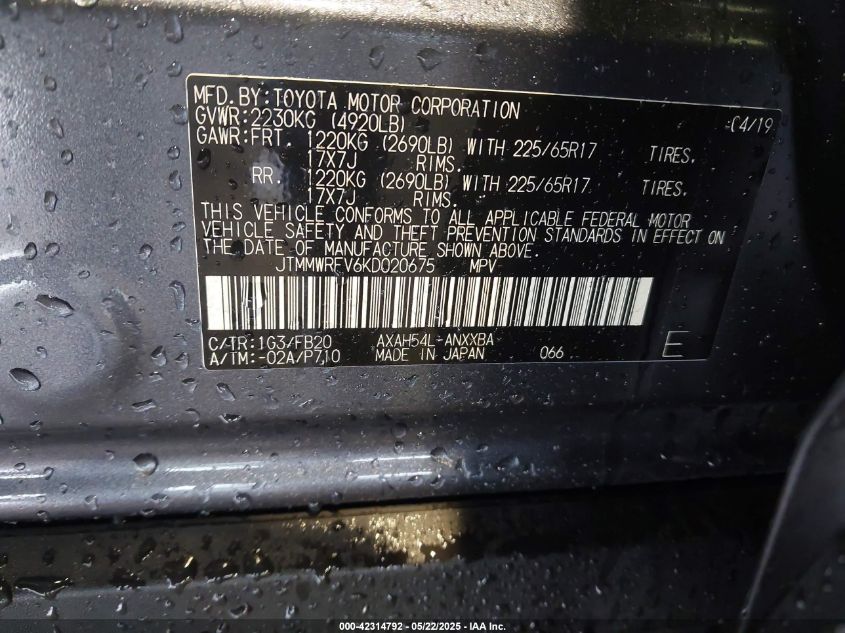 MFD.BY:TOYOTA MOTOR CORPORATION 04/19
GVWR:2230KG (4920LB)
GAWR:FRT. 1220KG (2690LB) WITH 225/65R17 TIRES.
17X7J RIMS.
RR. 1220KG (2690LB) WITH 225/65R17 TIRES.
17X7J RIMS.
THIS VEHICLE CONFORMS TO ALL APPLICABLE FEDERAL MOTOR
VEHICLE SAFETY AND THEFT PREVENTION STANDARDS IN EFFECT ON
THE DATE OF MANUFACTURE SHOWN ABOVE.
JTMMWRFV6KD020675 MPV
C/TR:1G3/FB20 AXAH54L-ANXXBA
A/TM:-02A/P710 MADE IN JAPAN 066 E
000-42314792 - 05/22/2025 - IAA Inc.